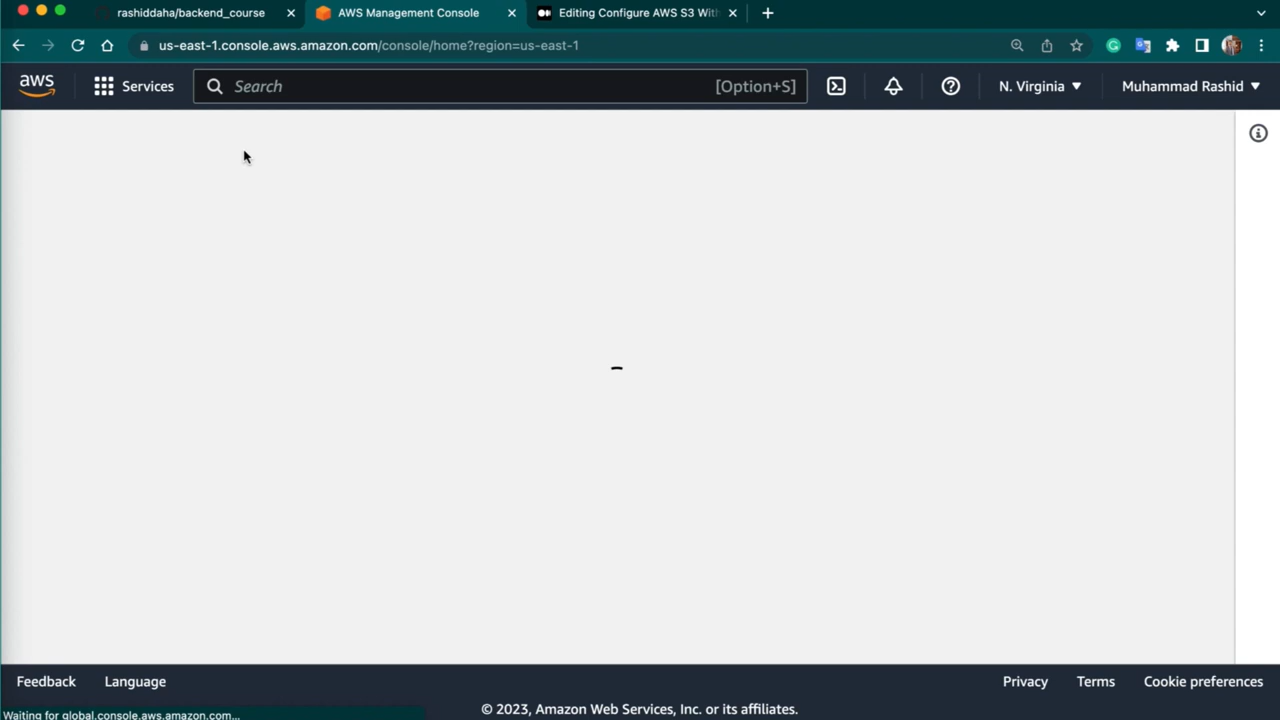 rashiddaha/backend_course
AWS Management Console
Editing Configure AWS S3 With
us-east-1.console.aws.amazon.com/console/home?region=us-east-1
aws
Services
Search
[Option+S]
N. Virginia
Muhammad Rashid
Feedback
Language
Privacy
Terms
Cookie preferences
Waiting for global.console.aws.amazon.com...
© 2023, Amazon Web Services, Inc. or its affiliates.